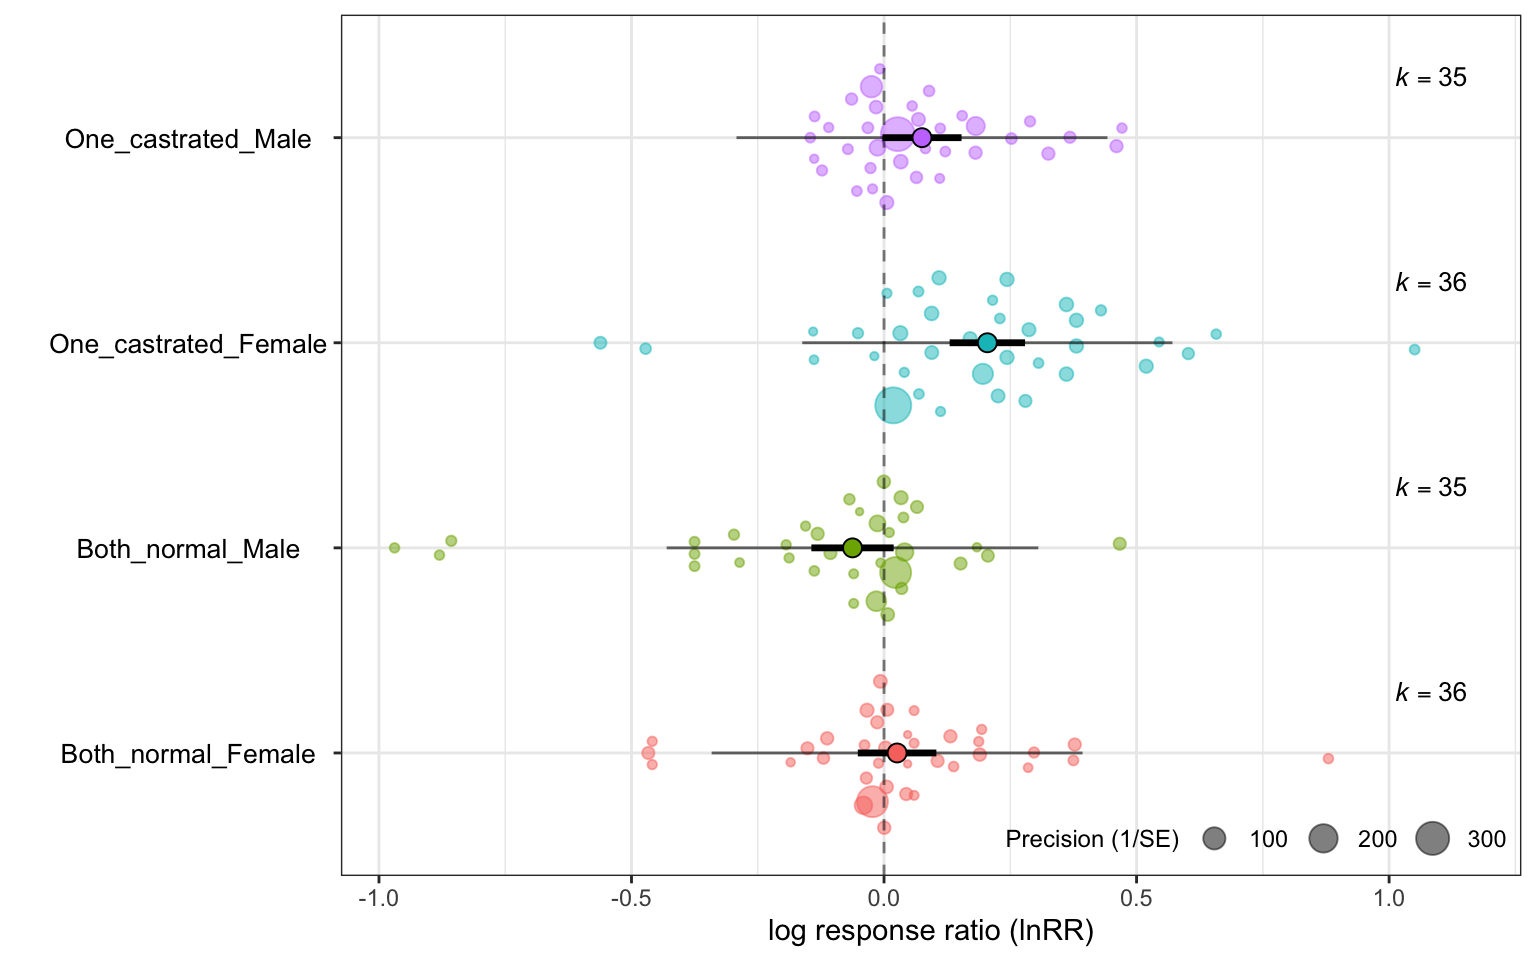 k = 35
One_castrated_Male
k = 36
One_castrated_Female
k = 35
Both_normal_Male
k = 36
Both_normal_Female
Precision (1/SE) 100 200 300
-1.0 -0.5 0.0 0.5 1.0
log response ratio (lnRR)